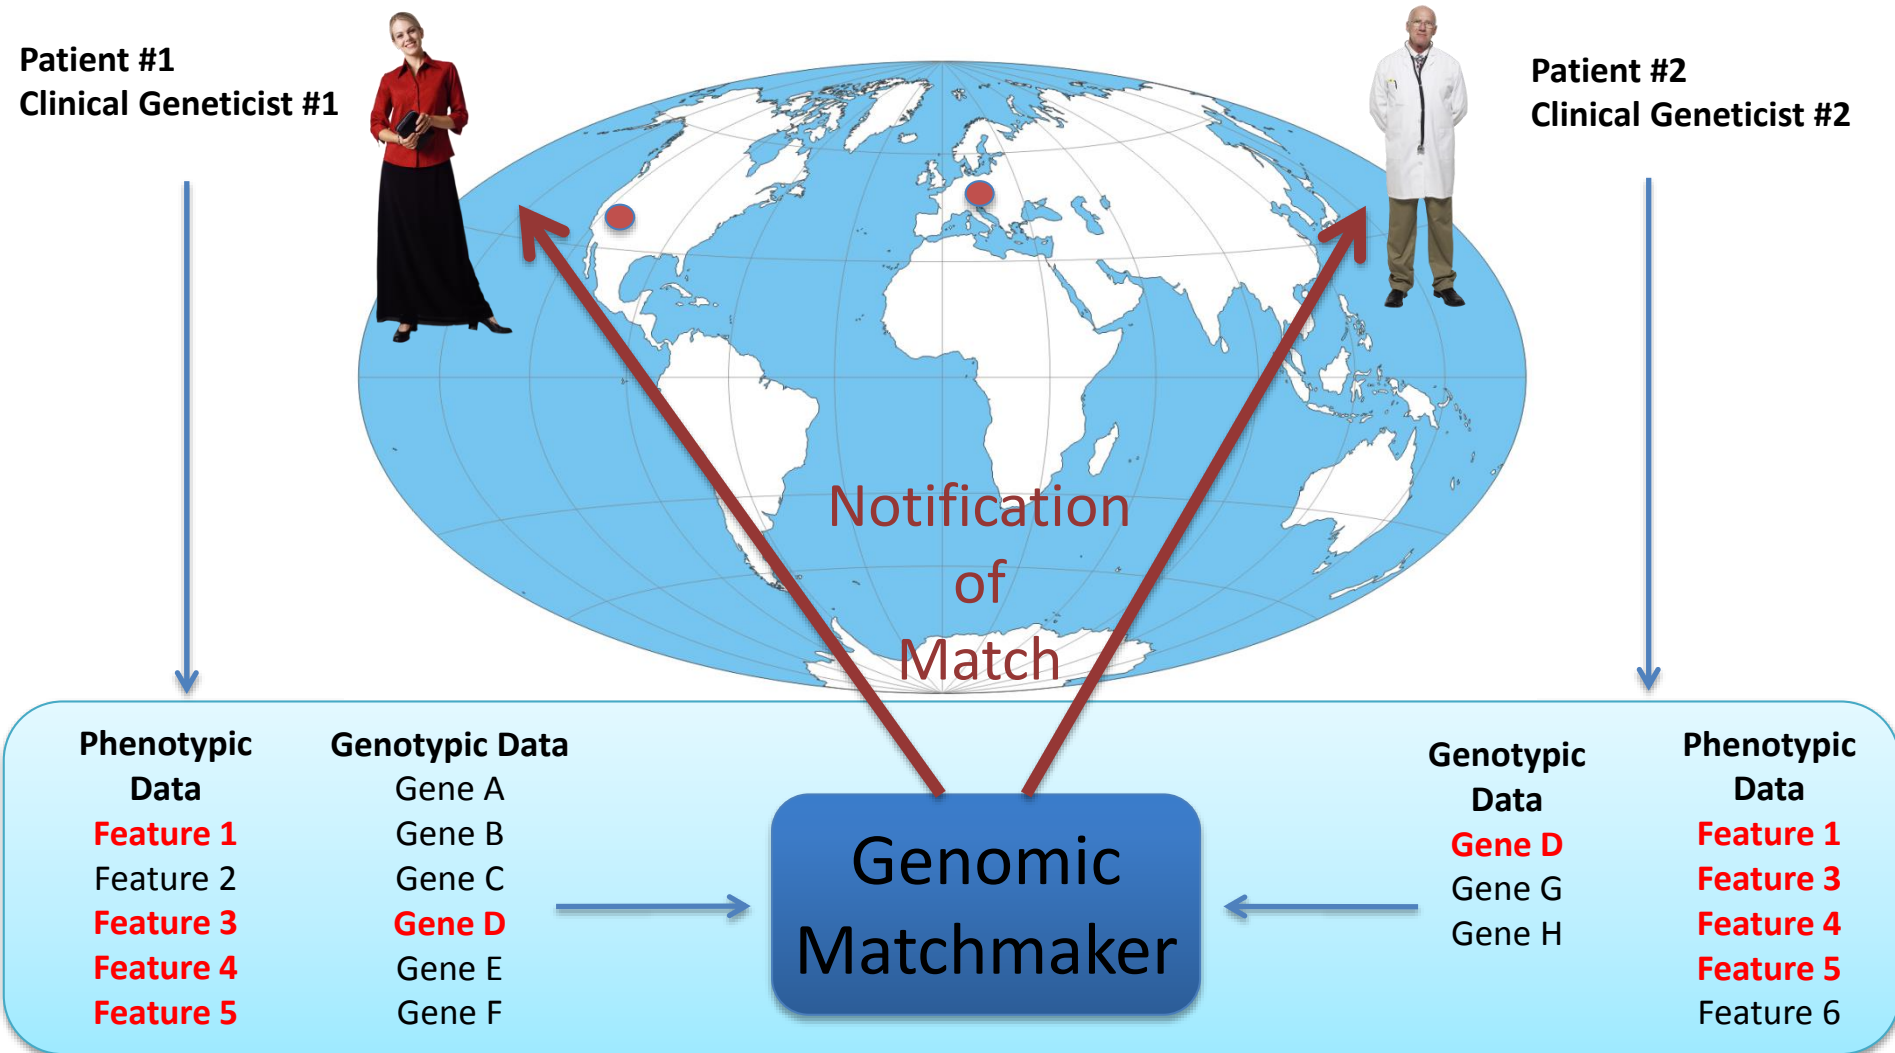 Patient #1
Clinical Geneticist #1
Patient #2
Clinical Geneticist #2
Notification
of
Match
Phenotypic
Data
Feature 1
Feature 2
Feature 3
Feature 4
Feature 5
Genotypic Data
Gene A
Gene B
Gene C
Gene D
Gene E
Gene F
Genomic
Matchmaker
Genotypic
Data
Gene D
Gene G
Gene H
Phenotypic
Data
Feature 1
Feature 3
Feature 4
Feature 5
Feature 6